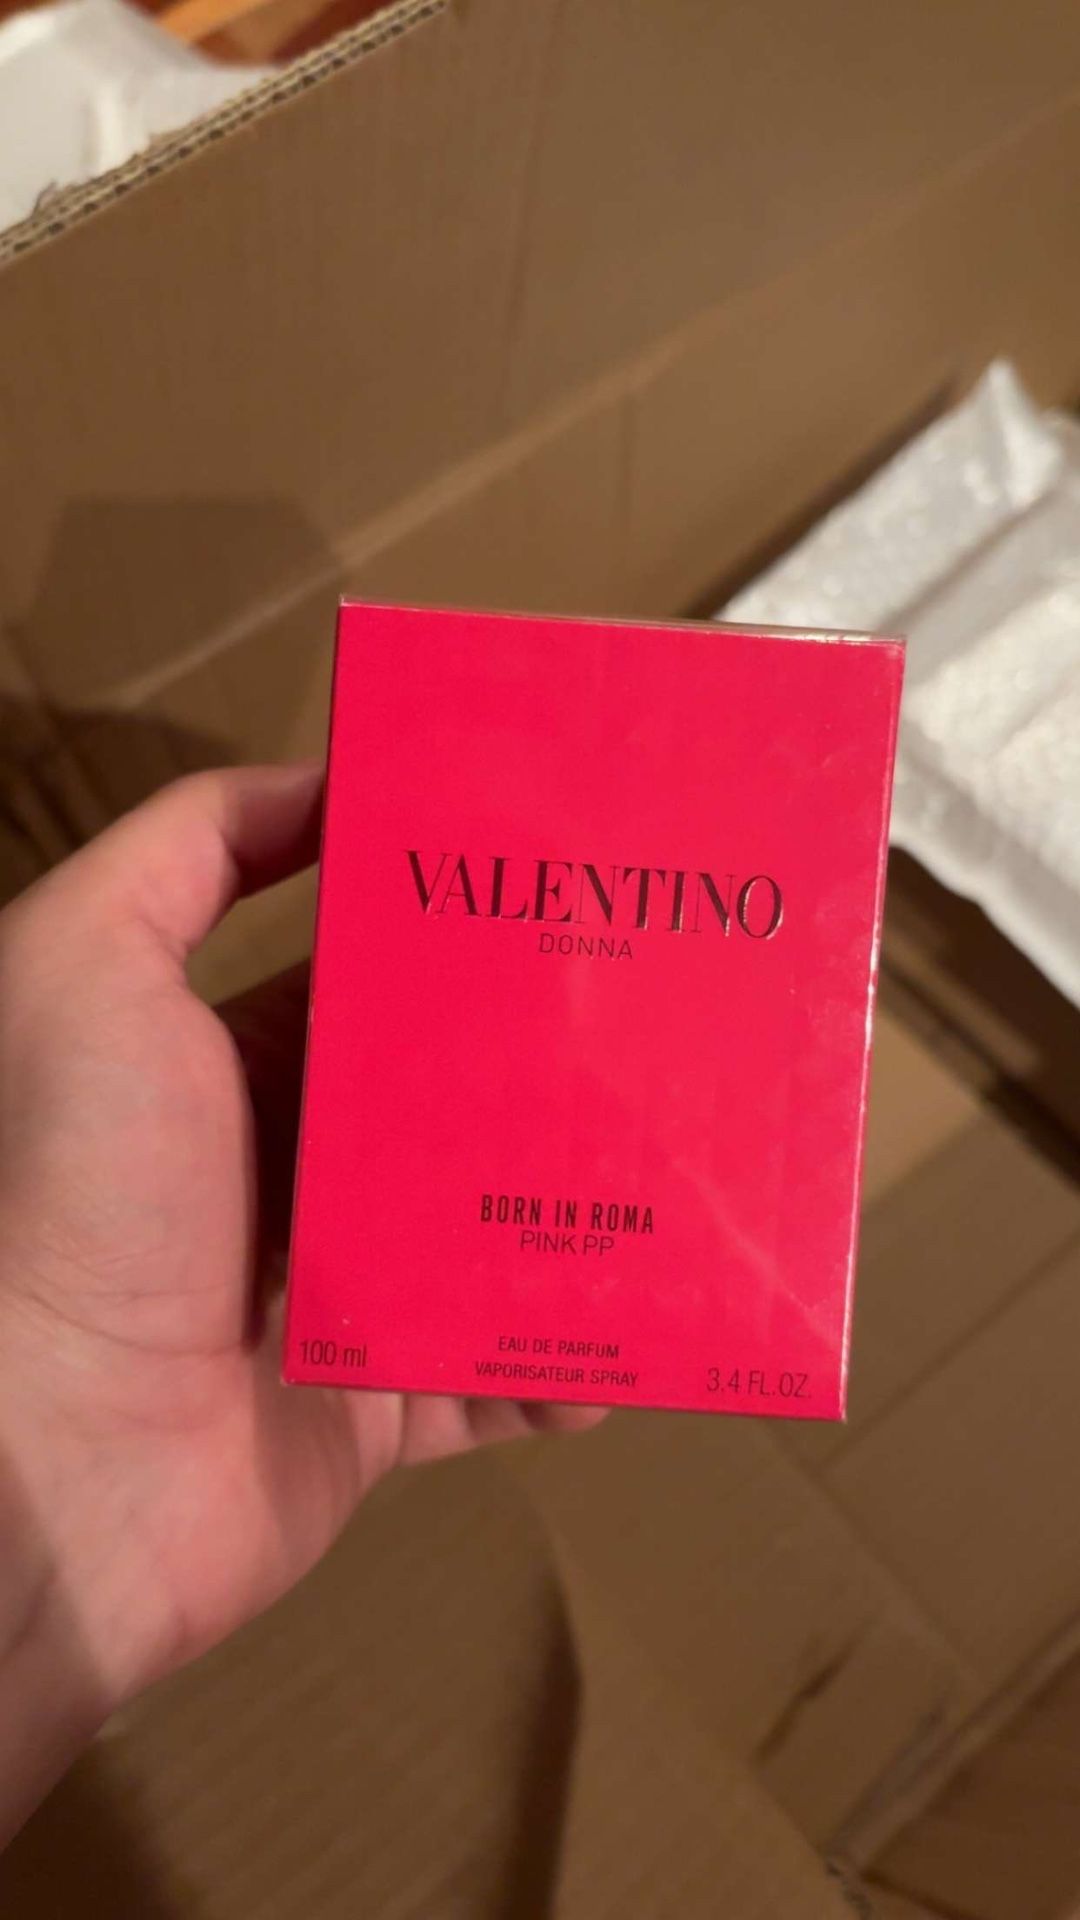 VALENTINO
DONNA
BORN IN ROMA
PINK PP
100 ml
EAU DE PARFUM
VAPORISATEUR SPRAY
3.4 FL.OZ.